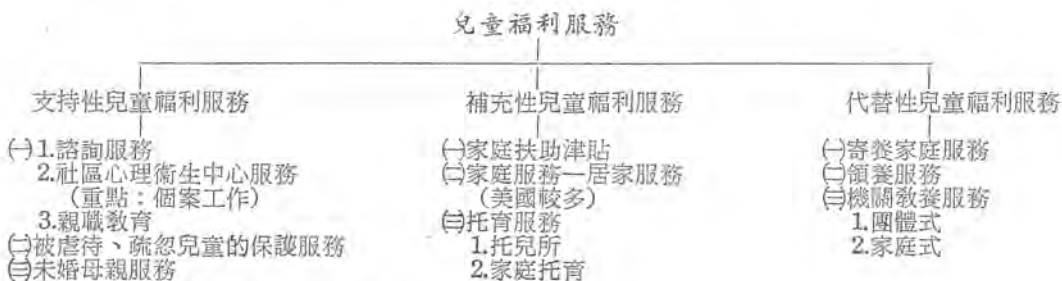 兒童福利服務
支持性兒童福利服務
㈠1.諮詢服務
2.社區心理衞生中心服務
(重點：個案工作)
3.親職教育
㈡被虐待、疏忽兒童的保護服務
㈢未婚母親服務
補充性兒童福利服務
㈠家庭扶助津貼
㈡家庭服務—居家服務
(美國較多)
㈢托育服務
1.托兒所
2.家庭托育
代替性兒童福利服務
㈠寄養家庭服務
㈡領養服務
㈢機關教養服務
1.團體式
2.家庭式